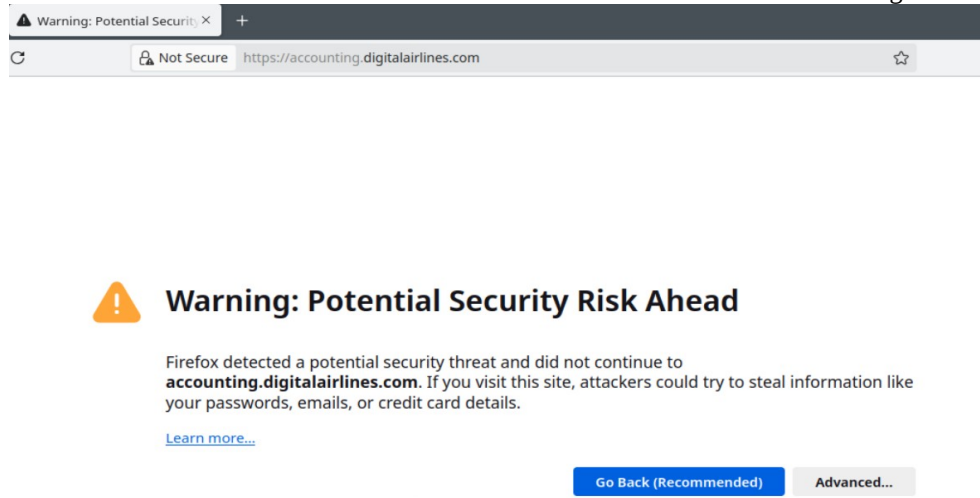 Warning: Potential Security
Not Secure https://accounting.digitalairlines.com
Warning: Potential Security Risk Ahead
Firefox detected a potential security threat and did not continue to
accounting.digitalairlines.com. If you visit this site, attackers could try to steal information like
your passwords, emails, or credit card details.
Learn more...
Go Back (Recommended) Advanced...